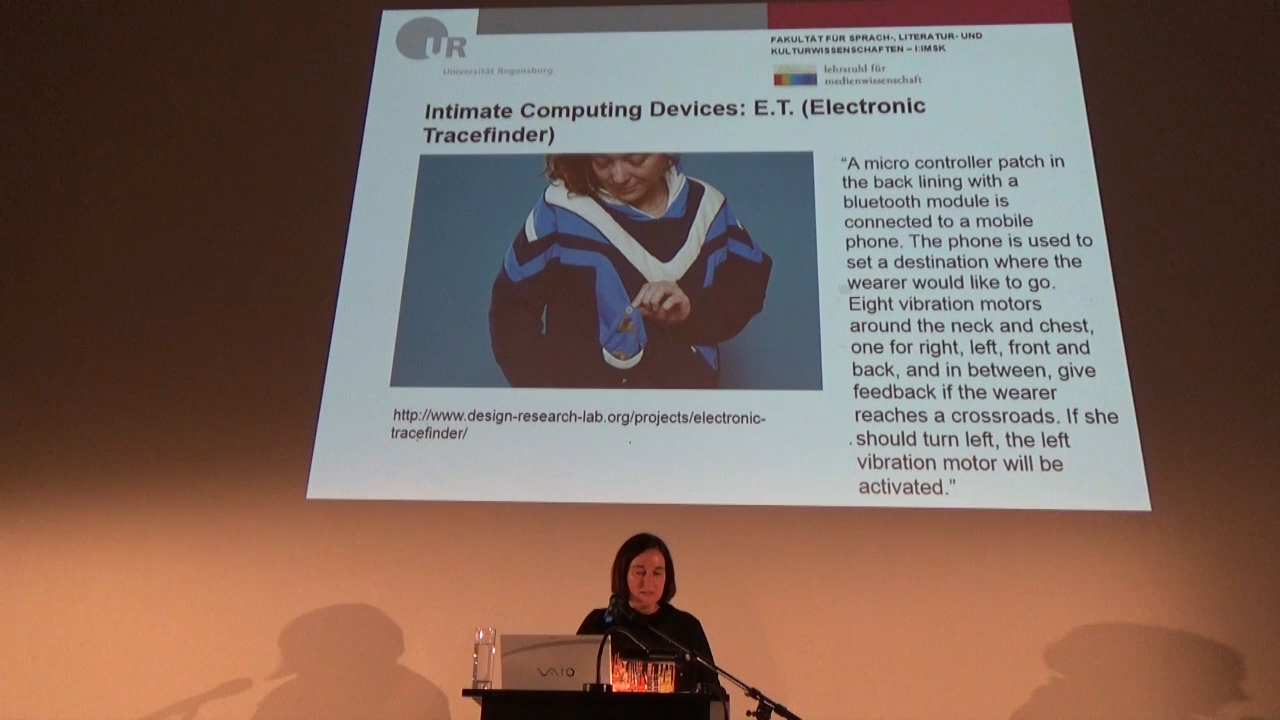 UR
Universität Regensburg
FAKULTÄT FÜR SPRACH-, LITERATUR- UND
KULTURWISSENSCHAFTEN – I:IMSK
lehrstuhl für
medienwissenschaft
Intimate Computing Devices: E.T. (Electronic
Tracefinder)
“A micro controller patch in
the back lining with a
bluetooth module is
connected to a mobile
phone. The phone is used to
set a destination where the
wearer would like to go.
Eight vibration motors
around the neck and chest,
one for right, left, front and
back, and in between, give
feedback if the wearer
reaches a crossroads. If she
should turn left, the left
vibration motor will be
activated.”
http://www.design-research-lab.org/projects/electronic-
tracefinder/
VAIO